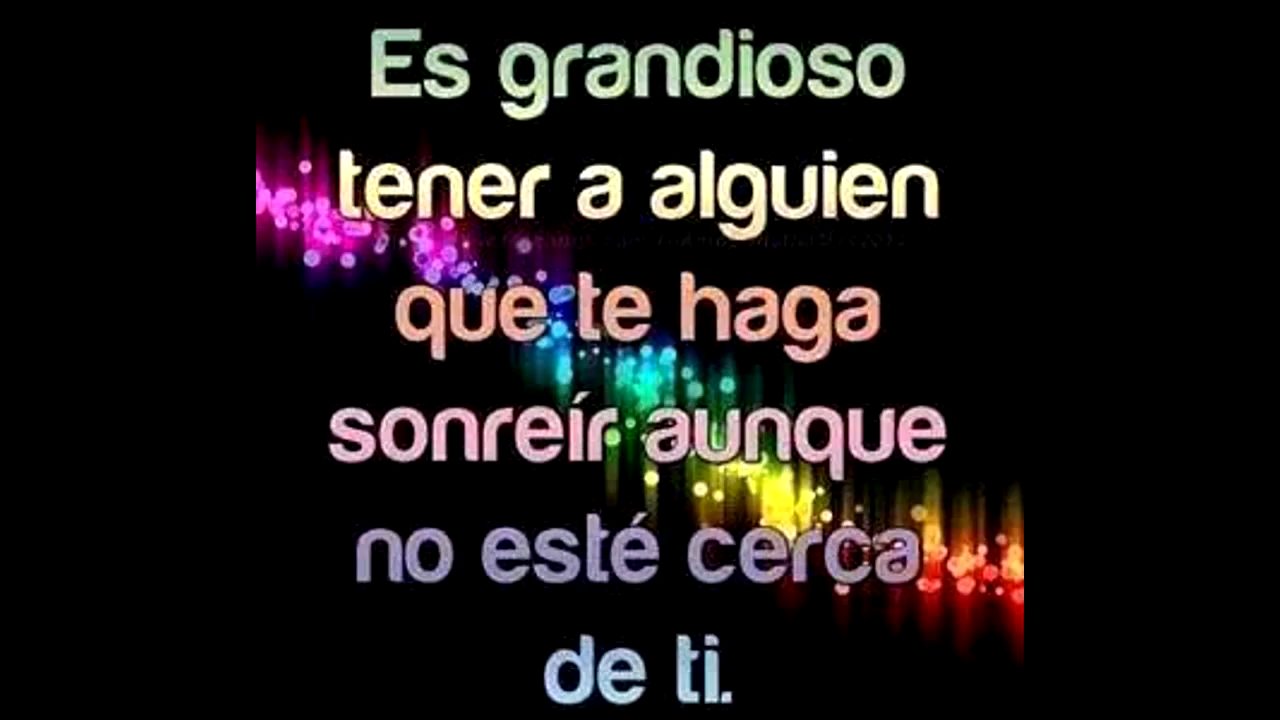 Es grandioso
tener a alguien
que te haga
sonreír aunque
no esté cerca
de ti.